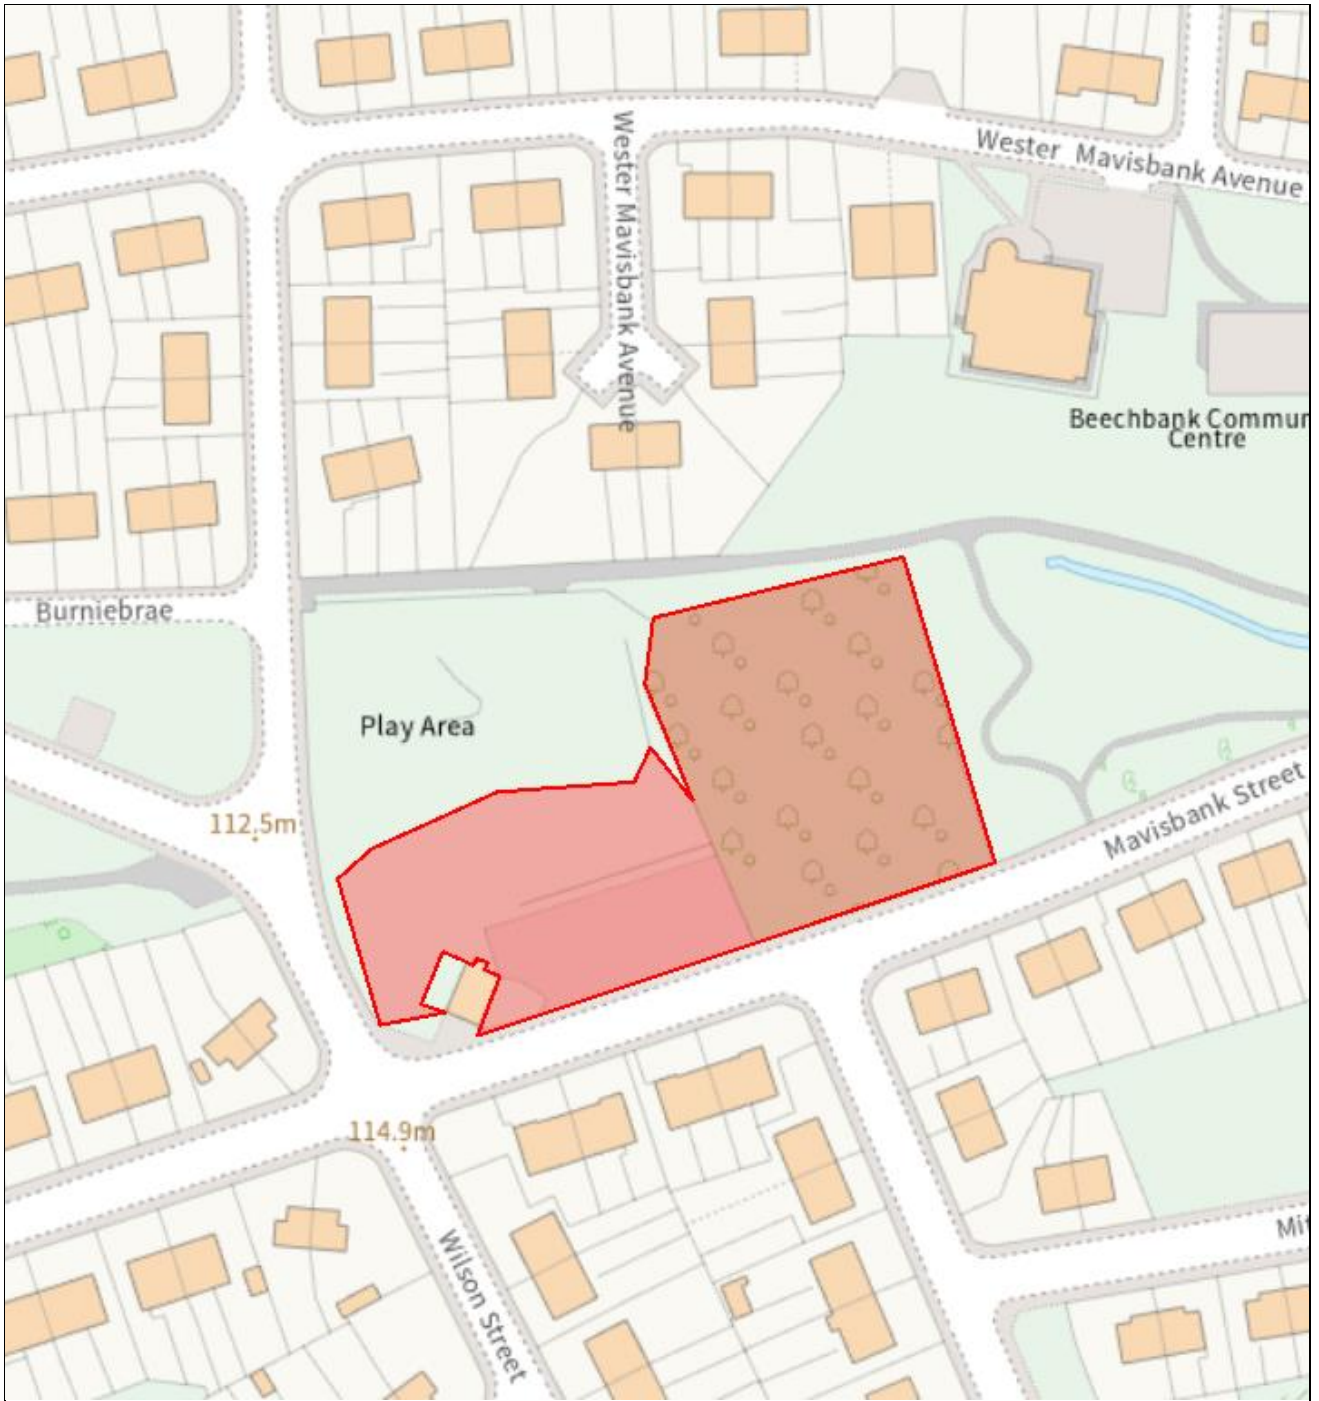 Wester Mavisbank Avenue
Wester Mavisbank Avenue
Beechbank Commun
Centre
Burniebrae
Play Area
112.5m
Mavisbank Street
114.9m
Wilson Street
Mit